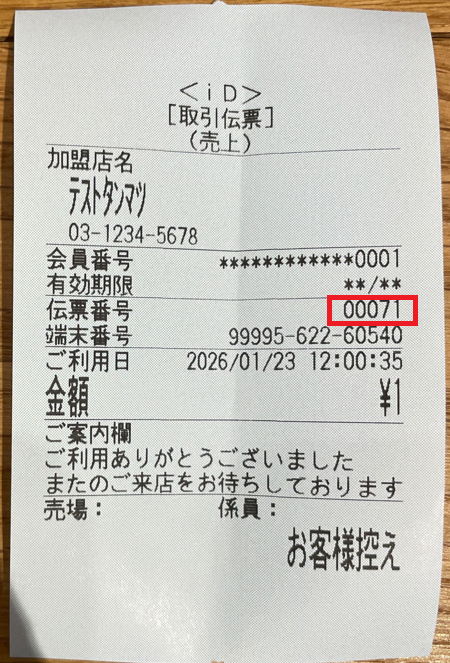 <iD>
[取引伝票]
(売上)
加盟店名
テストタンマツ
03-1234-5678
会員番号 ************0001
有効期限 **/**
伝票番号 00071
端末番号 99995-622-60540
ご利用日 2026/01/23 12:00:35
金額 ¥1
ご案内欄
ご利用ありがとうございました
またのご来店をお待ちしております
売場: 係員:
お客様控え